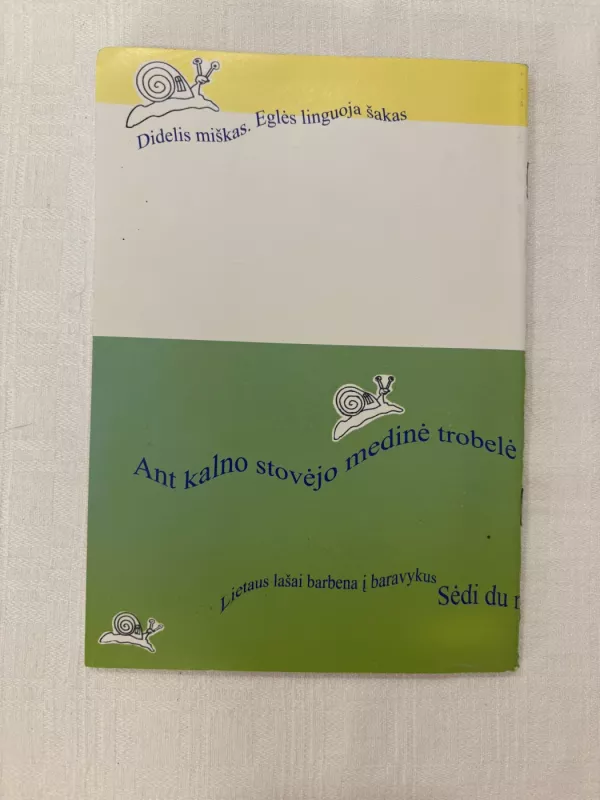 Didelis miškas. Eglės linguoja šakas
Ant kalno stovėjo medinė trobelė
Lietaus lašai barbena į baravykus
Sėdi du